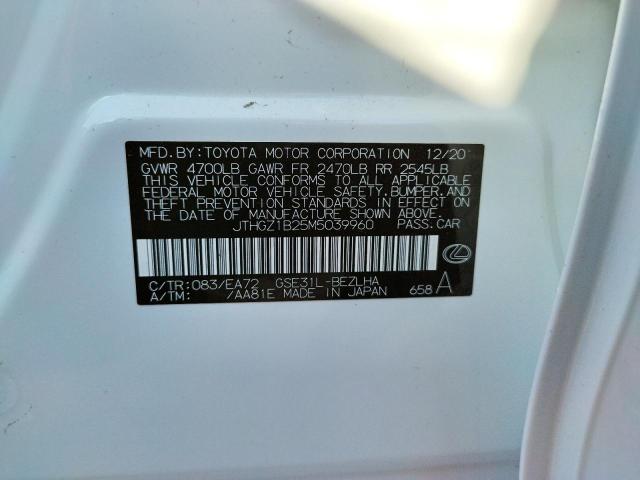 MFD.BY:TOYOTA MOTOR CORPORATION 12/20
GVWR 4700LB GAWR FR 2470LB RR 2545LB
THIS VEHICLE CONFORMS TO ALL APPLICABLE
FEDERAL MOTOR VEHICLE SAFETY,BUMPER,AND
THEFT PREVENTION STANDARDS IN EFFECT ON
THE DATE OF MANUFACTURE SHOWN ABOVE.
JTHGZ1B25M5039960 PASS.CAR
C/TR:083/EA72 GSE31L-BEZLHA
A/TM: /AA81E MADE IN JAPAN 658 A